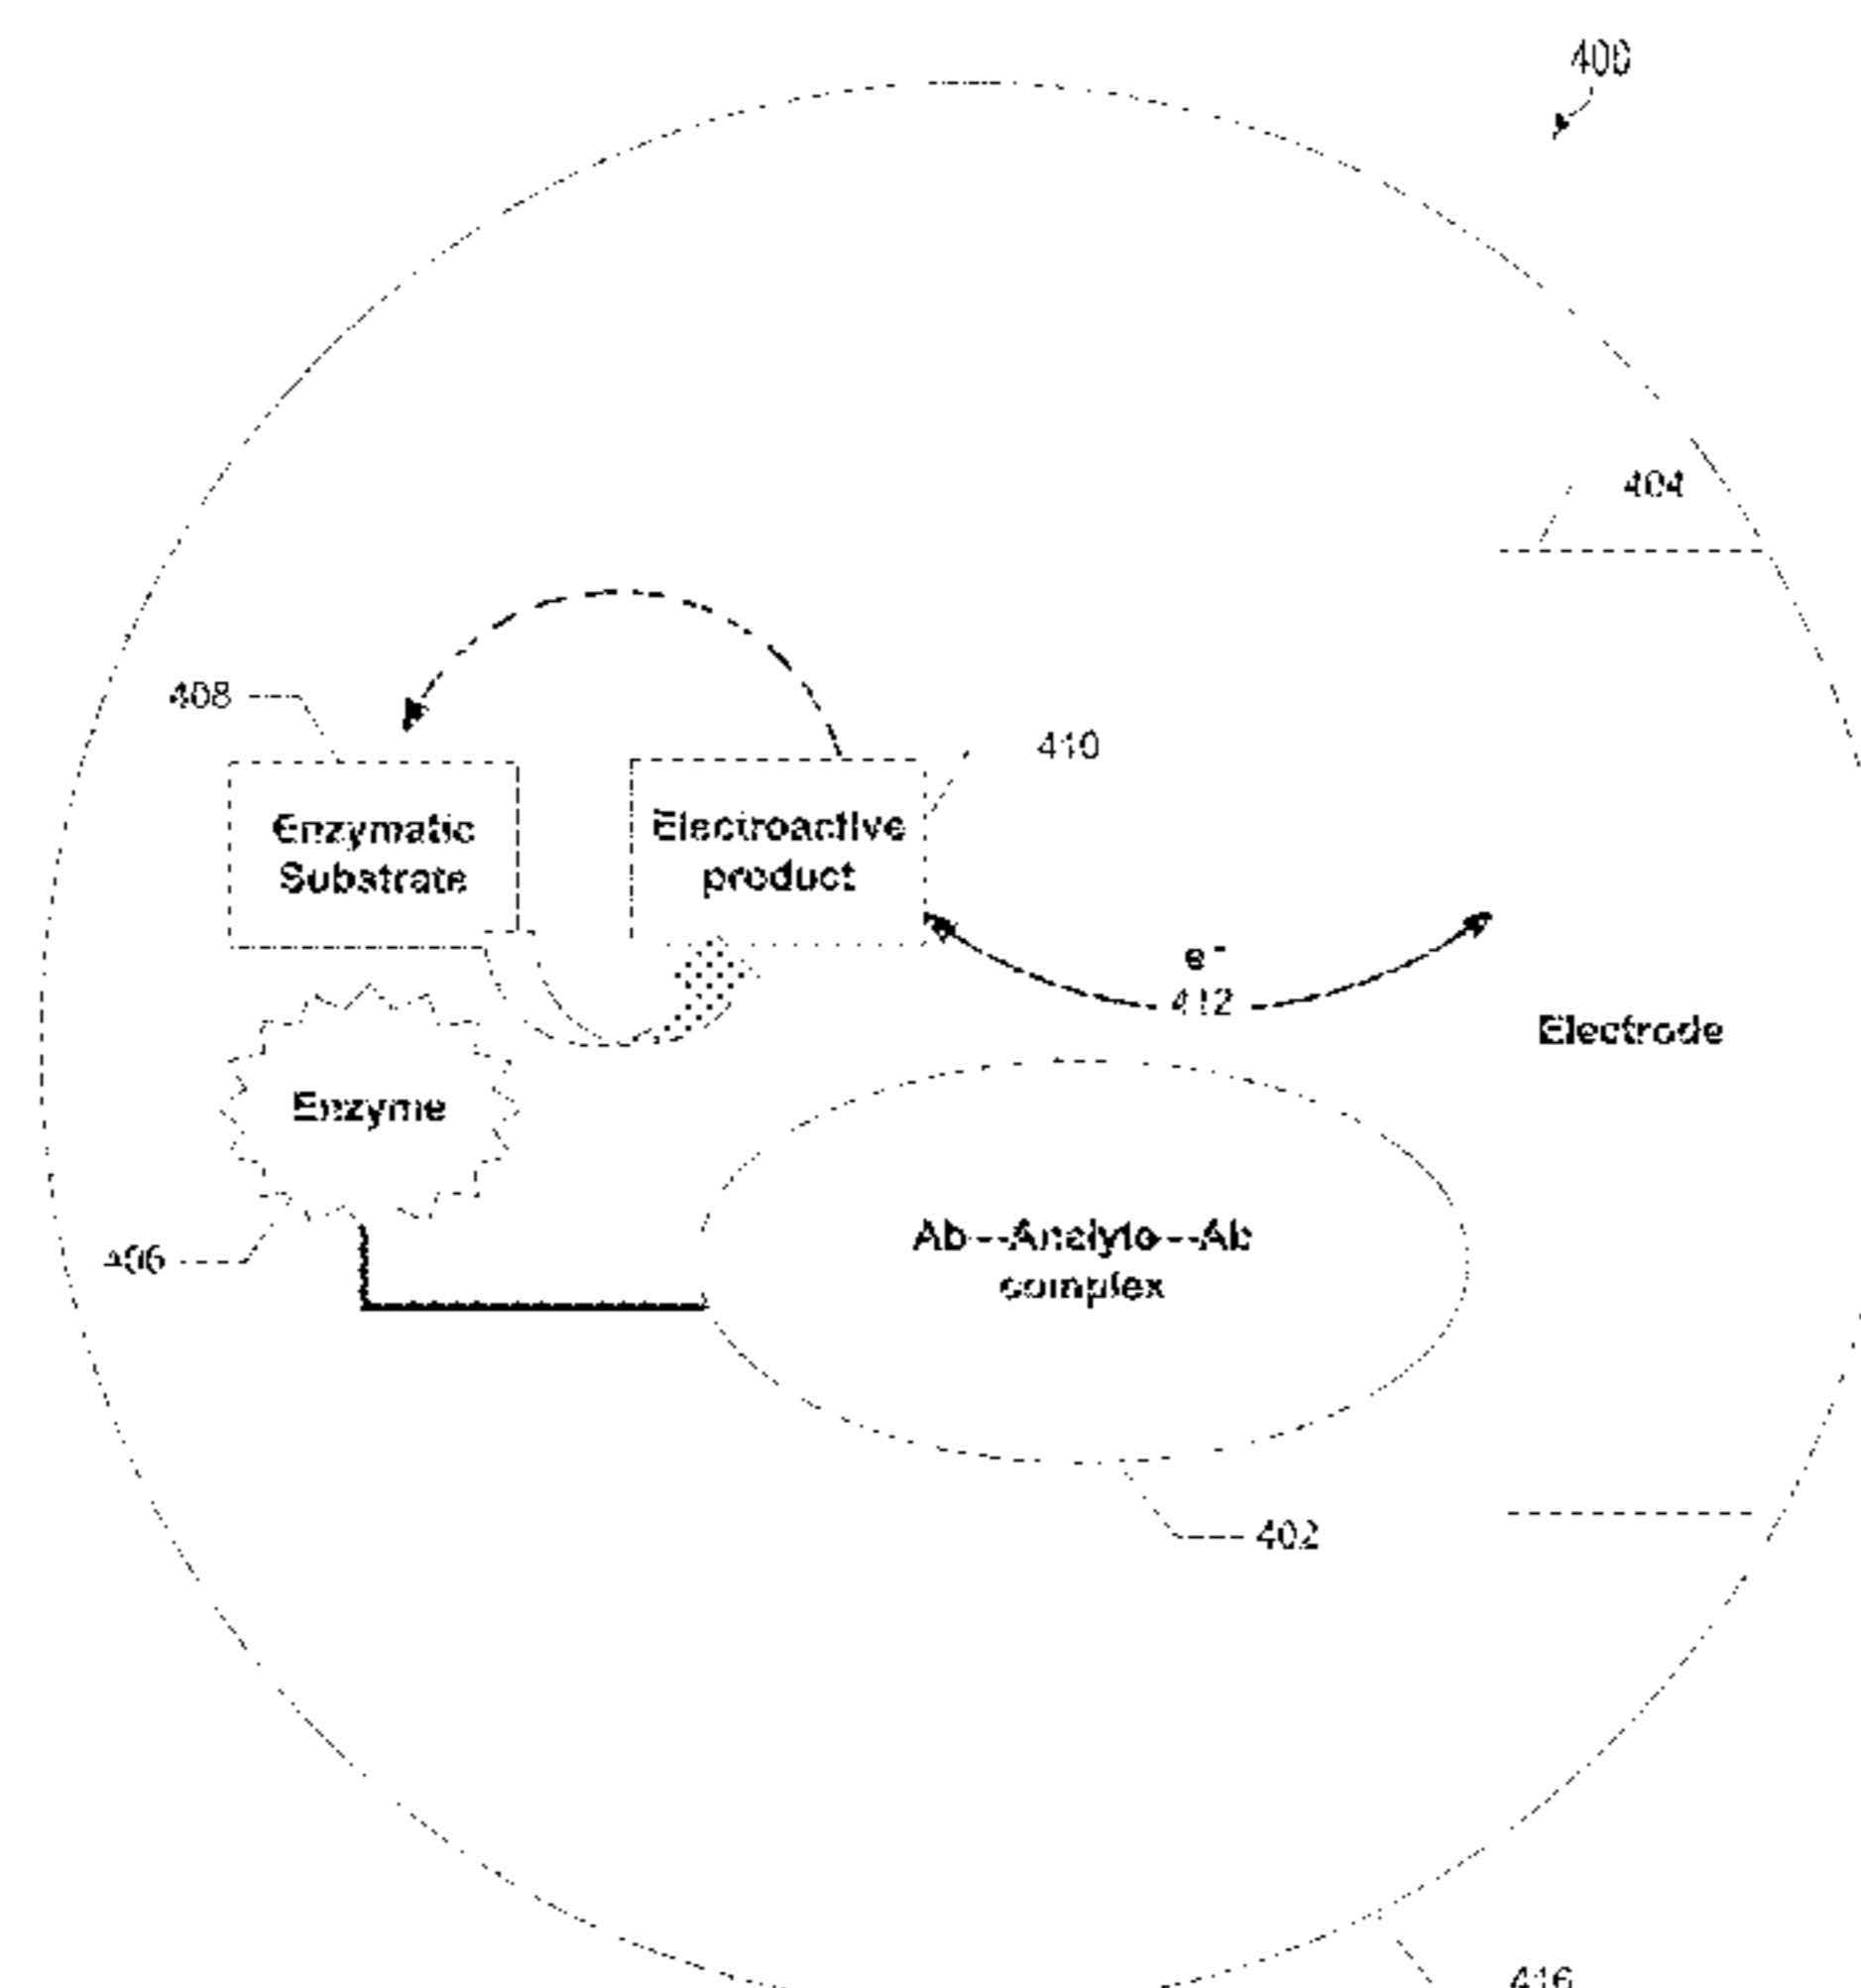 400
404
408
410
Enzymatic
Substrate
Electroactive
product
e-
412
Electrode
Enzyme
Ab---Analyte---Ab
complex
406
402
416